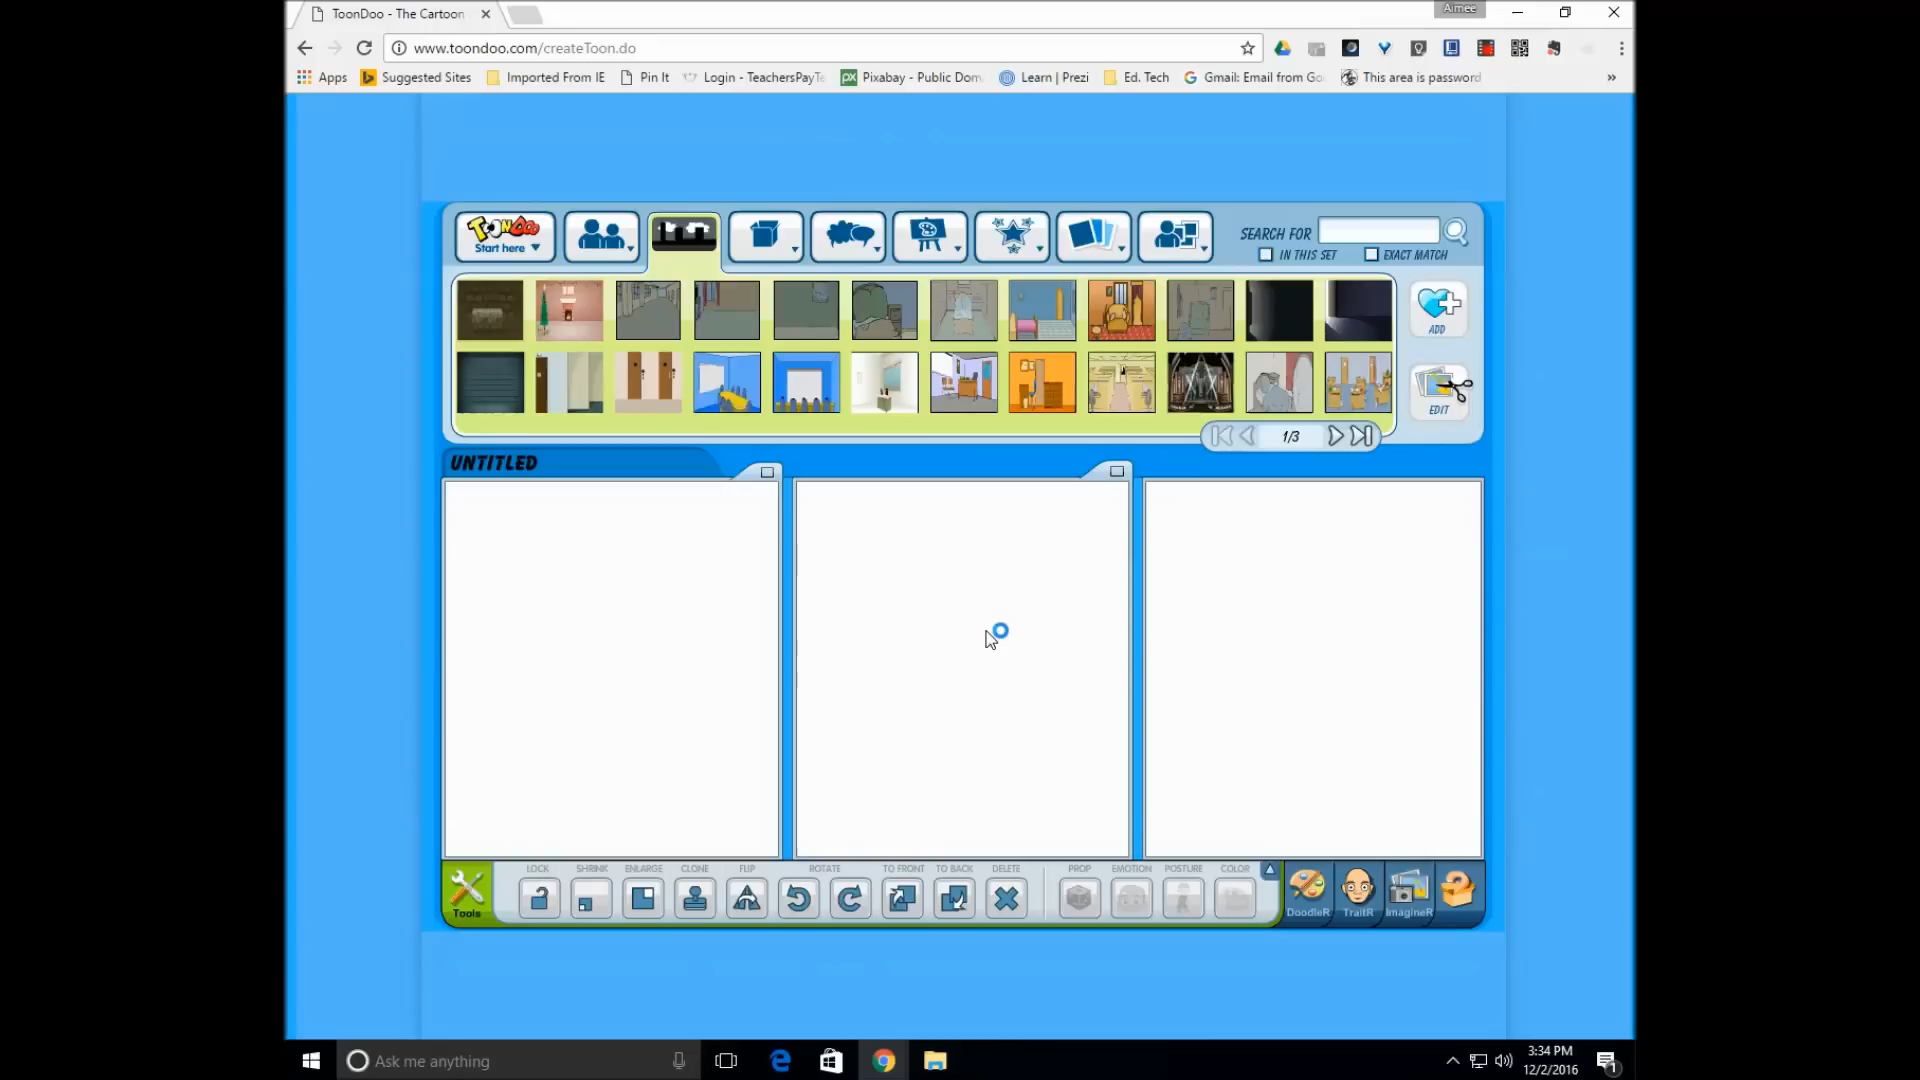 ToonDoo - The Cartoon
Aimee
www.toondoo.com/createToon.do
Apps
Suggested Sites
Imported From IE
Pin It
Login - TeachersPayTe
Pixabay - Public Dom
Learn | Prezi
Ed. Tech
Gmail: Email from Go
This area is password
»
TOONDOO
Start here
SEARCH FOR
IN THIS SET
EXACT MATCH
ADD
EDIT
1/3
UNTITLED
LOCK
SHRINK
ENLARGE
CLONE
FLIP
ROTATE
TO FRONT
TO BACK
DELETE
PROP
EMOTION
POSTURE
COLOR
Tools
DoodleR
TraitR
ImagineR
Ask me anything
3:34 PM
12/2/2016
1